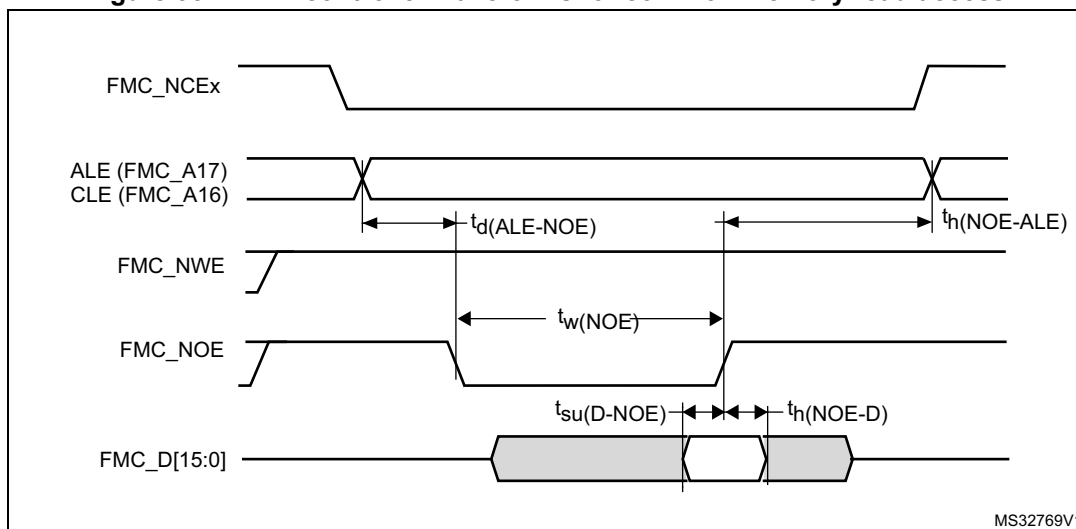 FMC_NCEx
ALE (FMC_A17)
CLE (FMC_A16)
td(ALE-NOE)
th(NOE-ALE)
FMC_NWE
tw(NOE)
FMC_NOE
tsu(D-NOE)
th(NOE-D)
FMC_D[15:0]